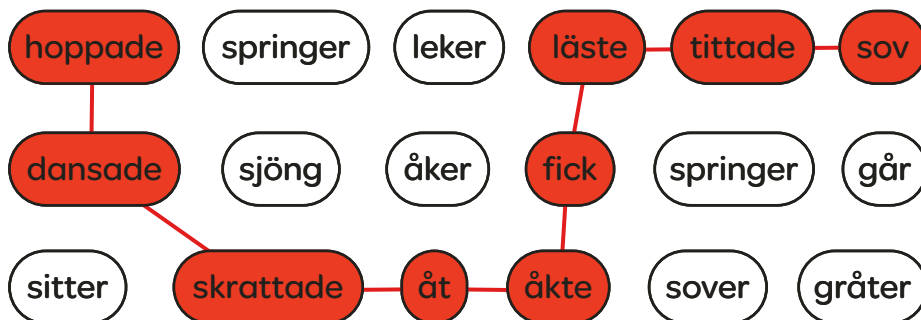 hoppade springer leker läste tittade sov
dansade sjöng åker fick springer går
sitter skrattade åt åkte sover gråter